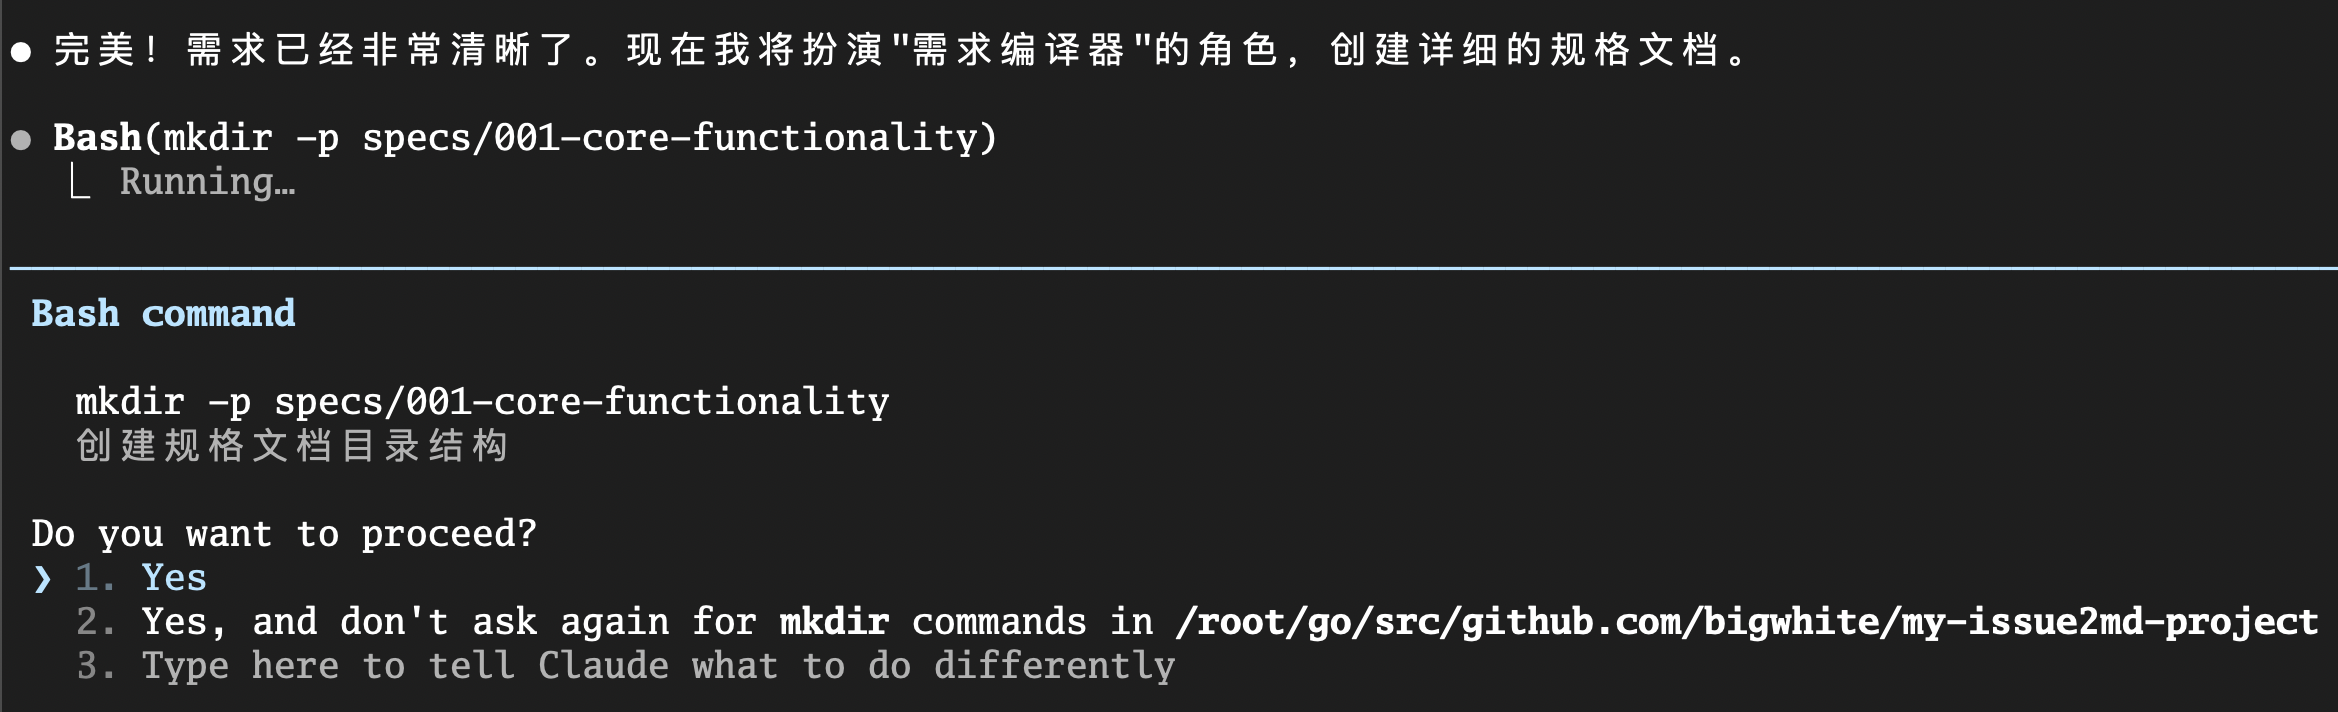 ● 完美！需求已经非常清晰了。现在我将扮演"需求编译器"的角色，创建详细的规格文档。
● Bash(mkdir -p specs/001-core-functionality)
⎿ Running…
Bash command
mkdir -p specs/001-core-functionality
创建规格文档目录结构
Do you want to proceed?
❯ 1. Yes
2. Yes, and don't ask again for mkdir commands in /root/go/src/github.com/bigwhite/my-issue2md-project
3. Type here to tell Claude what to do differently